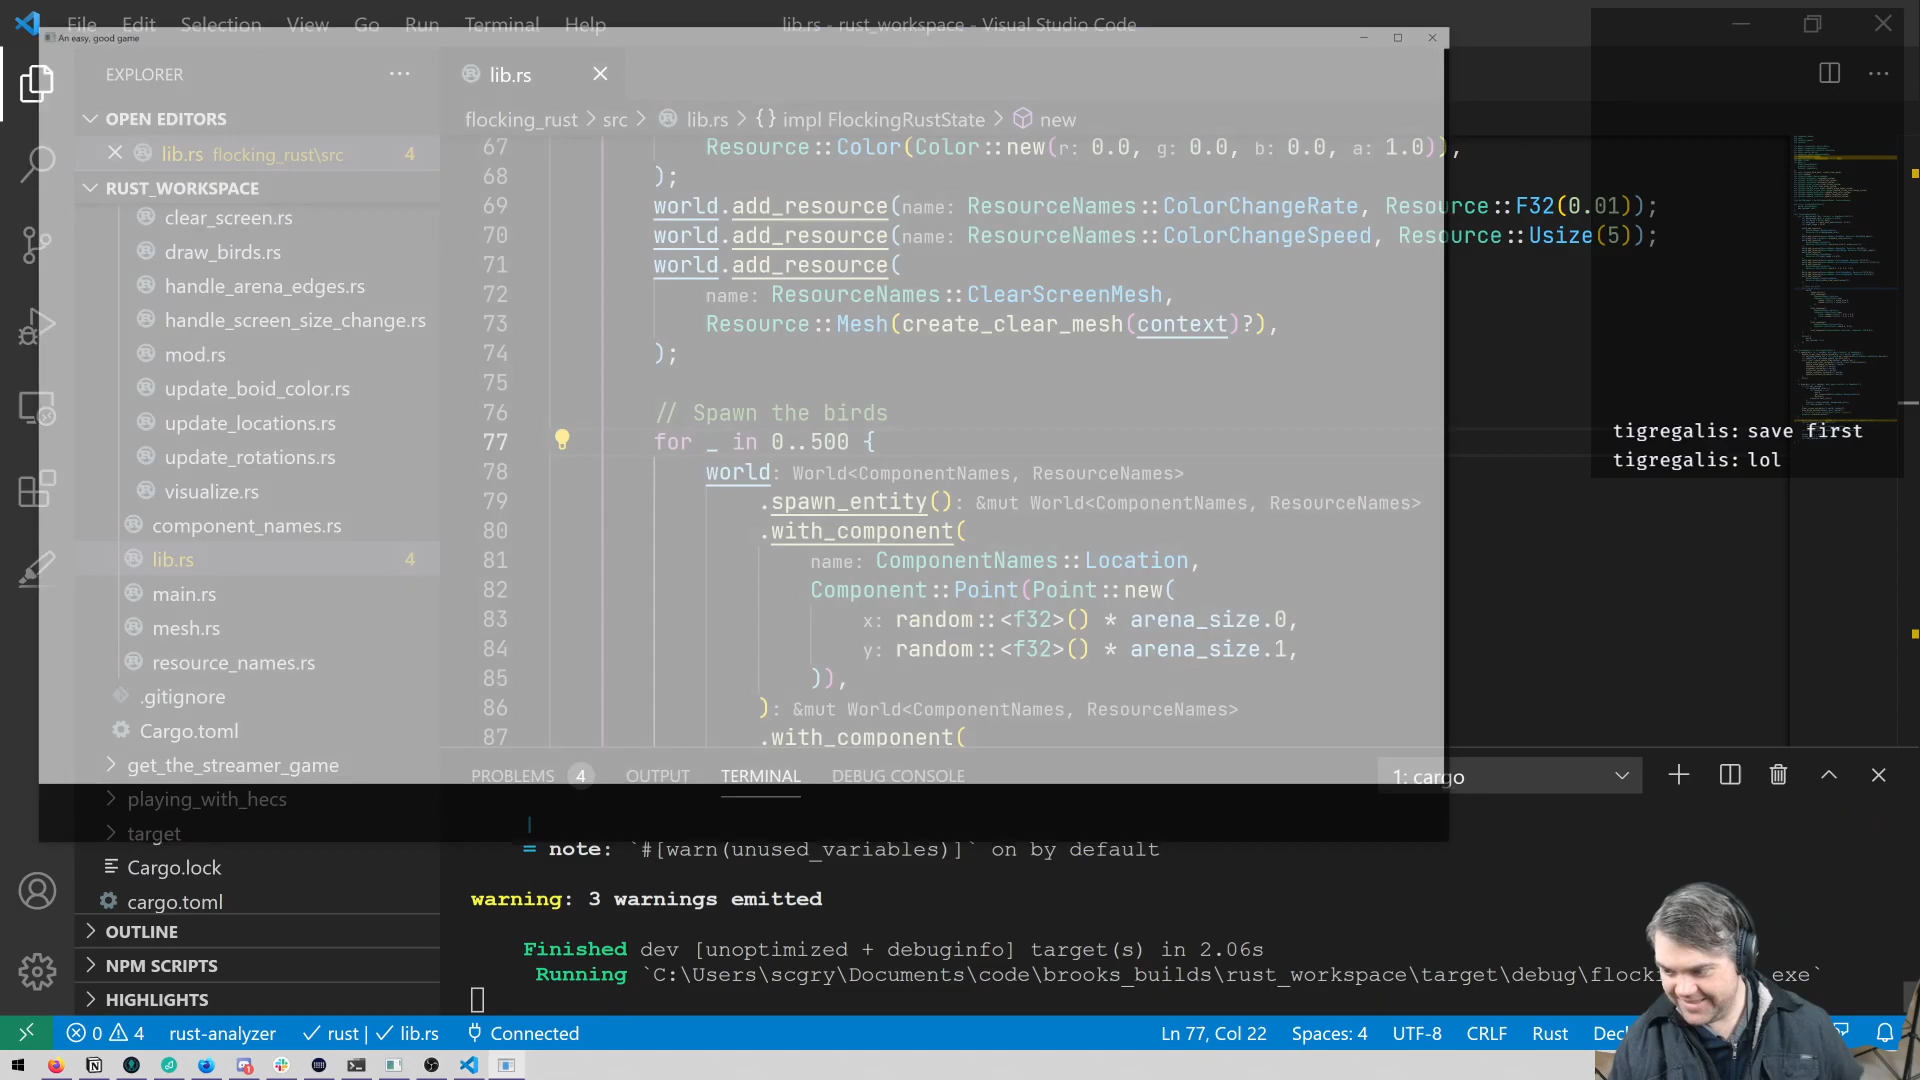 File Edit Selection View Go Run Terminal Help
lib.rs - rust_workspace - Visual Studio Code
An easy, good game
EXPLORER
lib.rs
OPEN EDITORS
lib.rs flocking_rust\src 4
RUST_WORKSPACE
clear_screen.rs
draw_birds.rs
handle_arena_edges.rs
handle_screen_size_change.rs
mod.rs
update_boid_color.rs
update_locations.rs
update_rotations.rs
visualize.rs
component_names.rs
lib.rs 4
main.rs
mesh.rs
resource_names.rs
.gitignore
Cargo.toml
get_the_streamer_game
playing_with_hecs
target
Cargo.lock
cargo.toml
OUTLINE
NPM SCRIPTS
HIGHLIGHTS
flocking_rust > src > lib.rs > {} impl FlockingRustState > new
67 Resource::Color(Color::new(r: 0.0, g: 0.0, b: 0.0, a: 1.0)),
68 );
69 world.add_resource(name: ResourceNames::ColorChangeRate, Resource::F32(0.01));
70 world.add_resource(name: ResourceNames::ColorChangeSpeed, Resource::Usize(5));
71 world.add_resource(
72 name: ResourceNames::ClearScreenMesh,
73 Resource::Mesh(create_clear_mesh(context)?),
74 );
75
76 // Spawn the birds
77 for _ in 0..500 {
78 world: World<ComponentNames, ResourceNames>
79 .spawn_entity(): &mut World<ComponentNames, ResourceNames>
80 .with_component(
81 name: ComponentNames::Location,
82 Component::Point(Point::new(
83 x: random::<f32>() * arena_size.0,
84 y: random::<f32>() * arena_size.1,
85 )),
86 ): &mut World<ComponentNames, ResourceNames>
87 .with_component(
tigregalis: save first
tigregalis: lol
PROBLEMS 4 OUTPUT TERMINAL DEBUG CONSOLE 1: cargo
|
= note: `#[warn(unused_variables)]` on by default
warning: 3 warnings emitted
Finished dev [unoptimized + debuginfo] target(s) in 2.06s
Running `C:\Users\scgry\Documents\code\brooks_builds\rust_workspace\target\debug\flocki exe`
0 4 rust-analyzer rust | lib.rs Connected Ln 77, Col 22 Spaces: 4 UTF-8 CRLF Rust